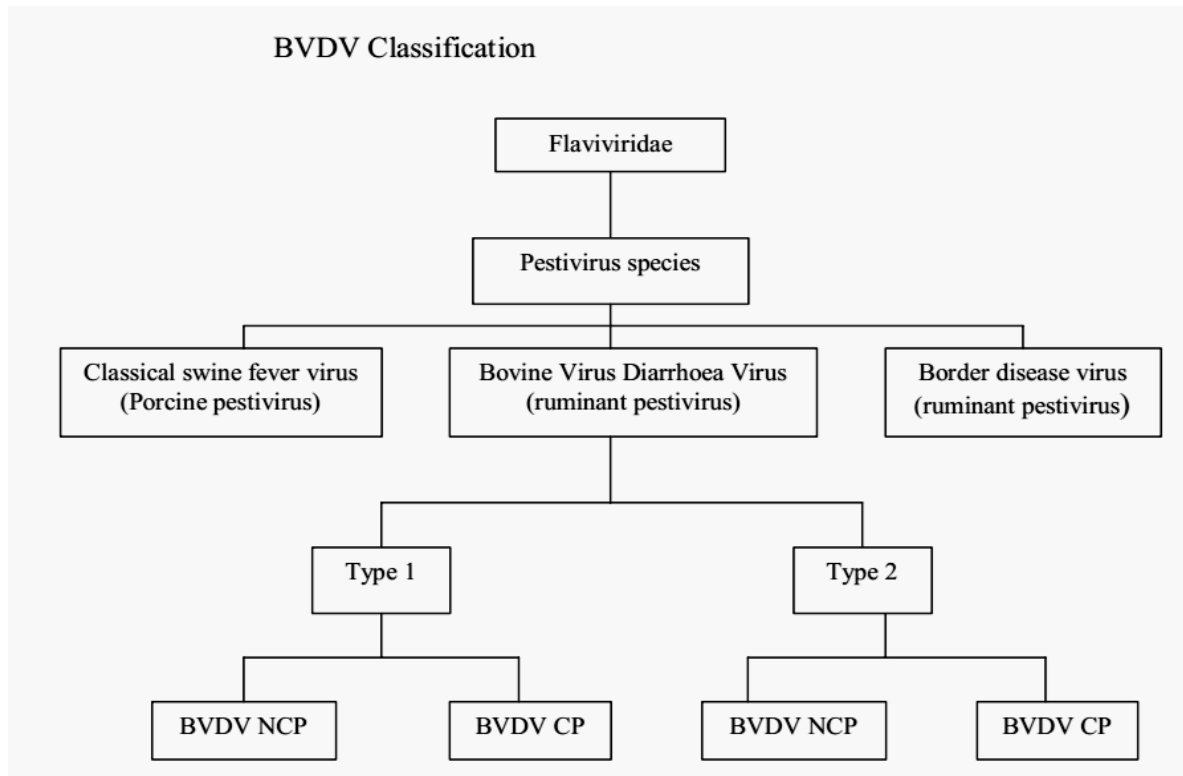 BVDV Classification
Flaviviridae
Pestivirus species
Classical swine fever virus
(Porcine pestivirus)
Bovine Virus Diarrhoea Virus
(ruminant pestivirus)
Border disease virus
(ruminant pestivirus)
Type 1
Type 2
BVDV NCP
BVDV CP
BVDV NCP
BVDV CP